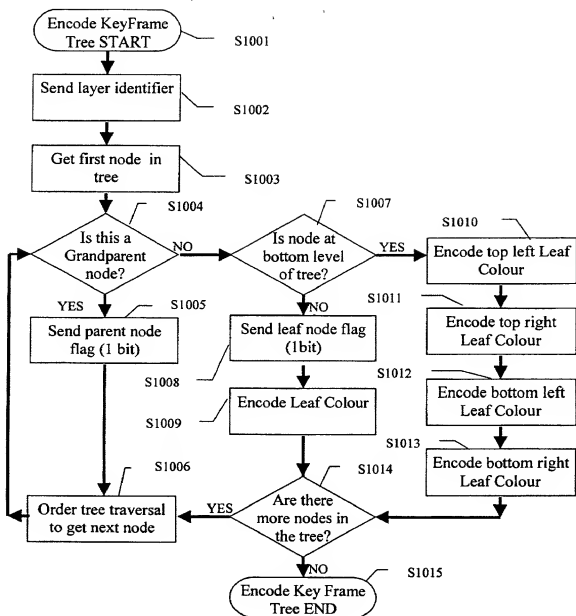 Encode KeyFrame
Tree START
S1001
Send layer identifier
S1002
Get first node in
tree
S1003
S1004
Is this a
Grandparent
node?
NO
YES
S1005
Send parent node
flag (1 bit)
S1006
Order tree traversal
to get next node
S1007
Is node at
bottom level
of tree?
YES
NO
Send leaf node flag
(1bit)
S1008
S1009
Encode Leaf Colour
S1010
Encode top left Leaf
Colour
S1011
Encode top right
Leaf Colour
S1012
Encode bottom left
Leaf Colour
S1013
Encode bottom right
Leaf Colour
S1014
Are there
more nodes in
the tree?
YES
NO
S1015
Encode Key Frame
Tree END